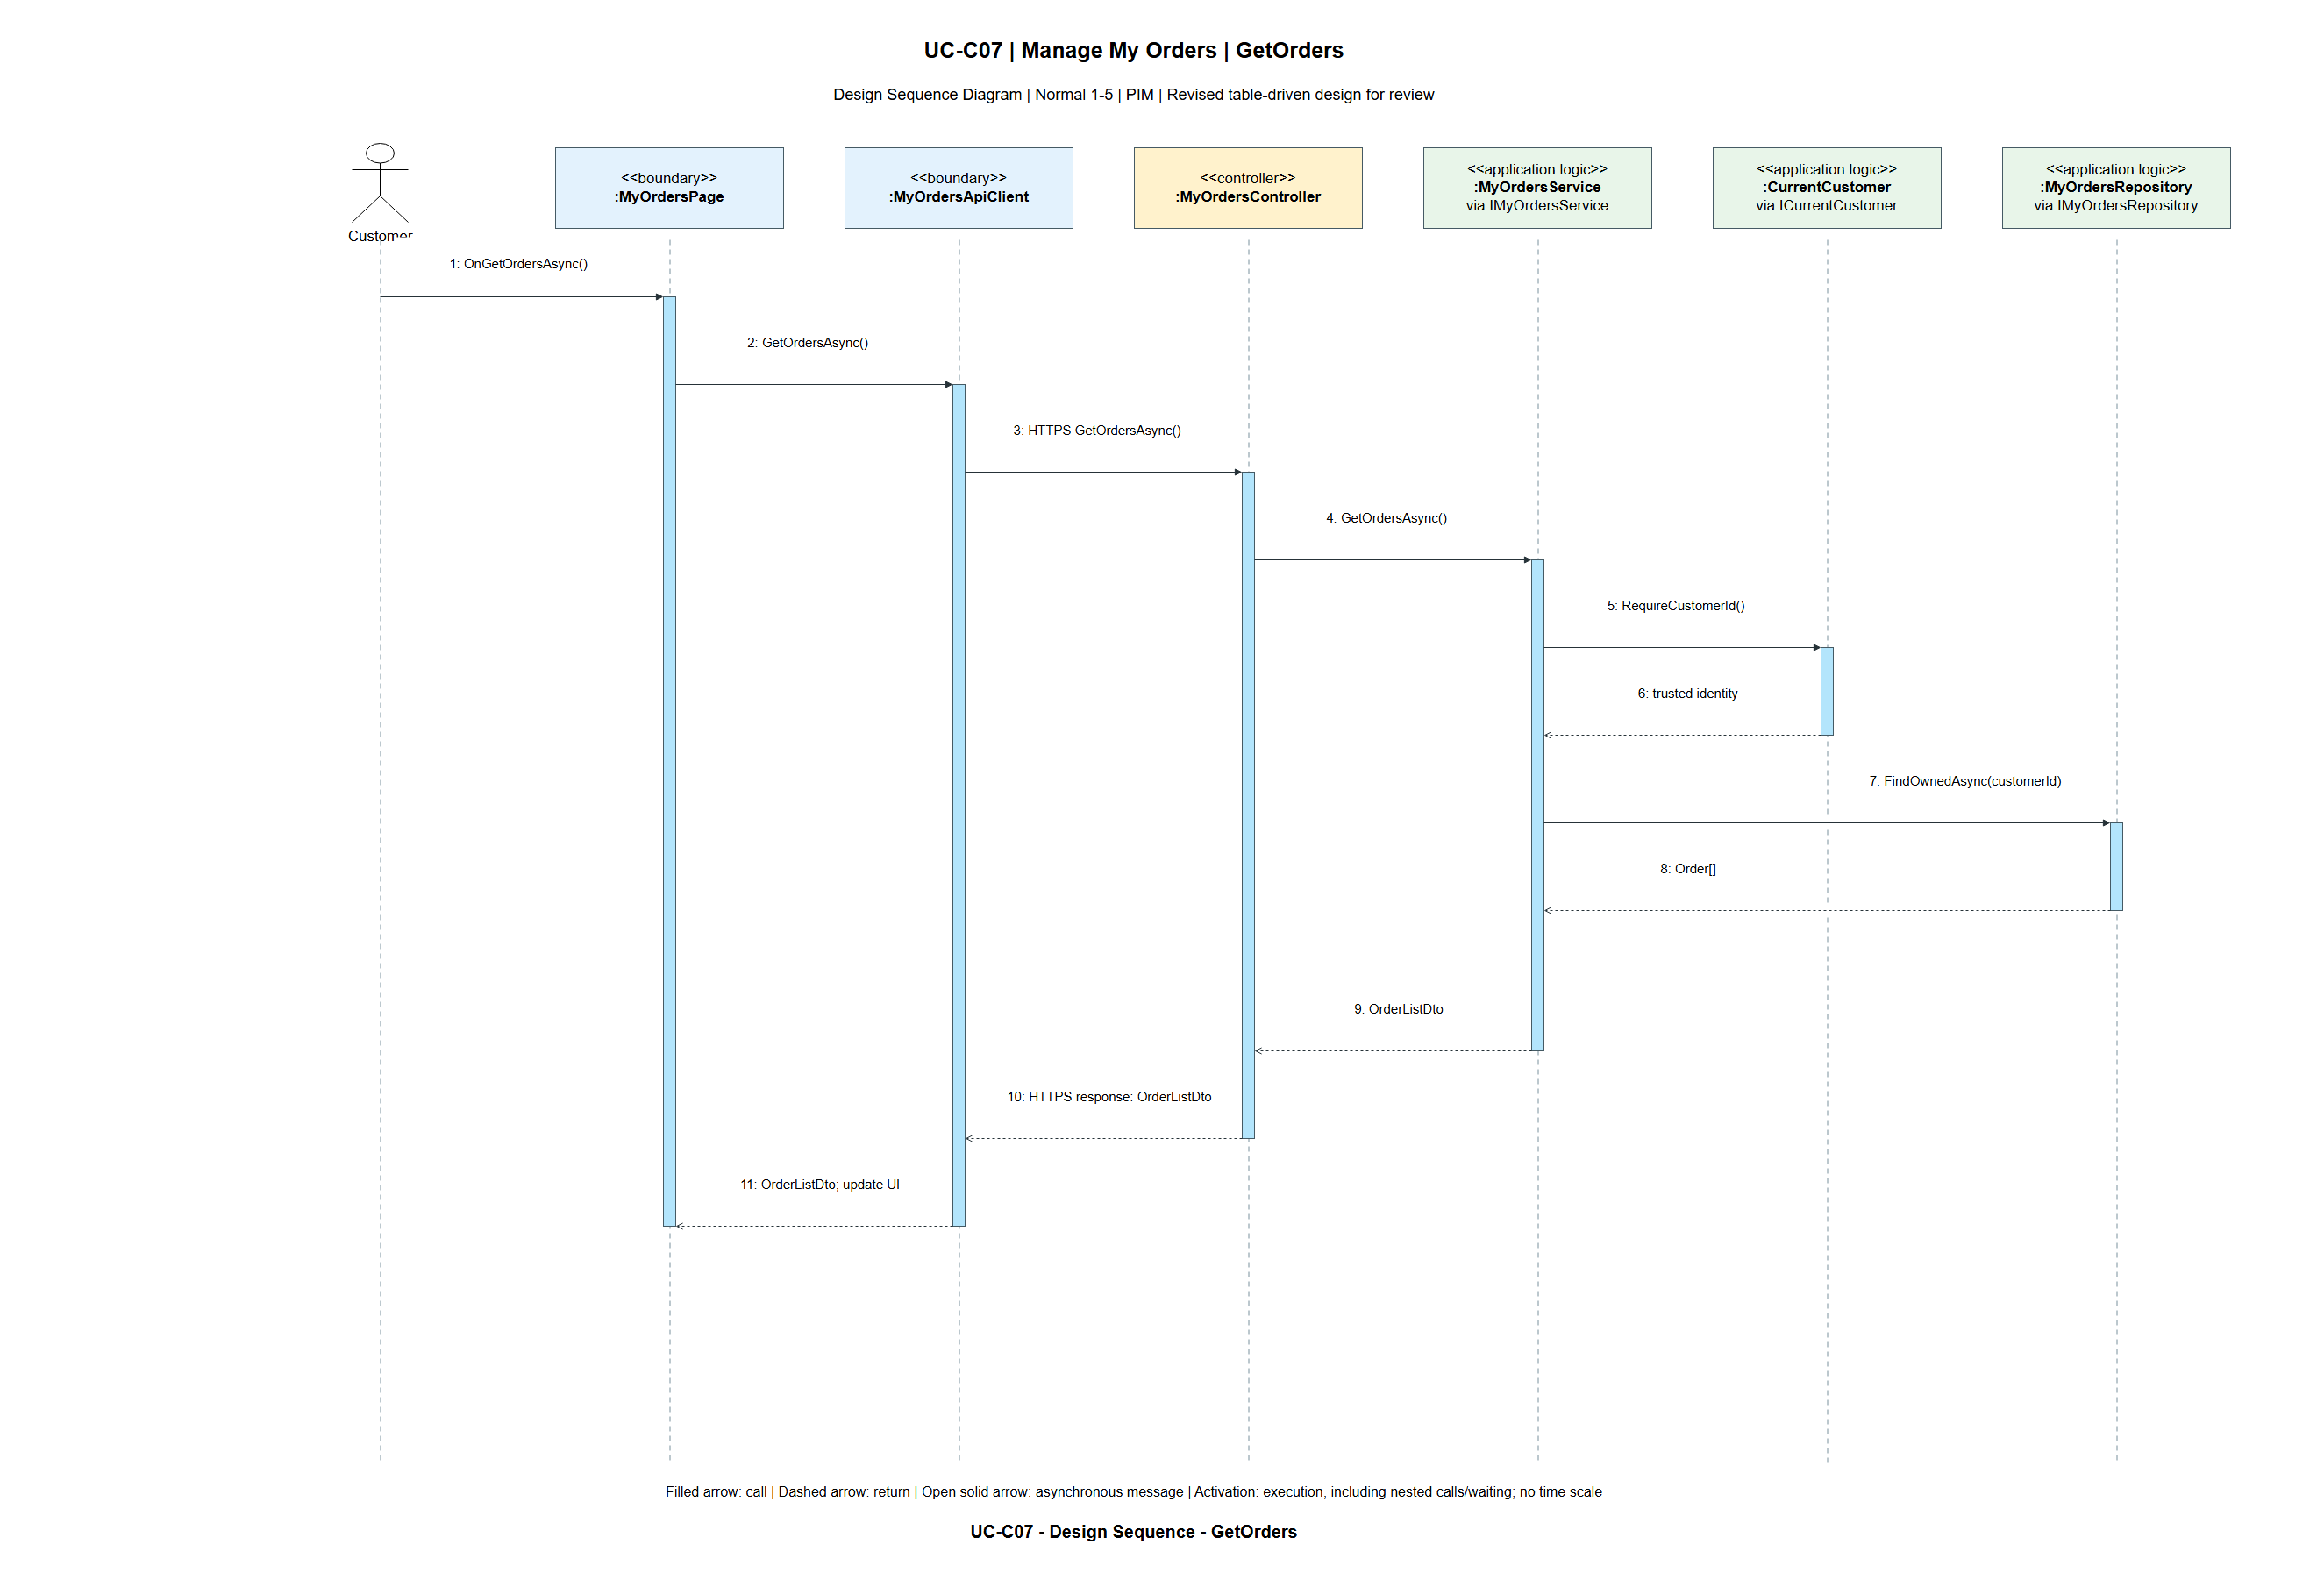 UC-C07 | Manage My Orders | GetOrders
Design Sequence Diagram | Normal 1-5 | PIM | Revised table-driven design for review
Customer
<<boundary>>
:MyOrdersPage
<<boundary>>
:MyOrdersApiClient
<<controller>>
:MyOrdersController
<<application logic>>
:MyOrdersService
via IMyOrdersService
<<application logic>>
:CurrentCustomer
via ICurrentCustomer
<<application logic>>
:MyOrdersRepository
via IMyOrdersRepository
1: OnGetOrdersAsync()
2: GetOrdersAsync()
3: HTTPS GetOrdersAsync()
4: GetOrdersAsync()
5: RequireCustomerId()
6: trusted identity
7: FindOwnedAsync(customerId)
8: Order[]
9: OrderListDto
10: HTTPS response: OrderListDto
11: OrderListDto; update UI
Filled arrow: call | Dashed arrow: return | Open solid arrow: asynchronous message | Activation: execution, including nested calls/waiting; no time scale
UC-C07 - Design Sequence - GetOrders